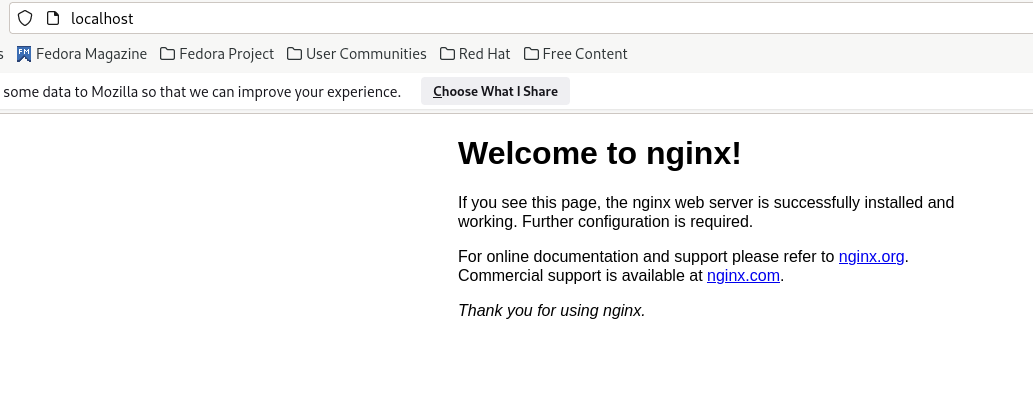 localhost
s Fedora Magazine Fedora Project User Communities Red Hat Free Content
some data to Mozilla so that we can improve your experience. Choose What I Share
Welcome to nginx!
If you see this page, the nginx web server is successfully installed and
working. Further configuration is required.
For online documentation and support please refer to nginx.org.
Commercial support is available at nginx.com.
Thank you for using nginx.